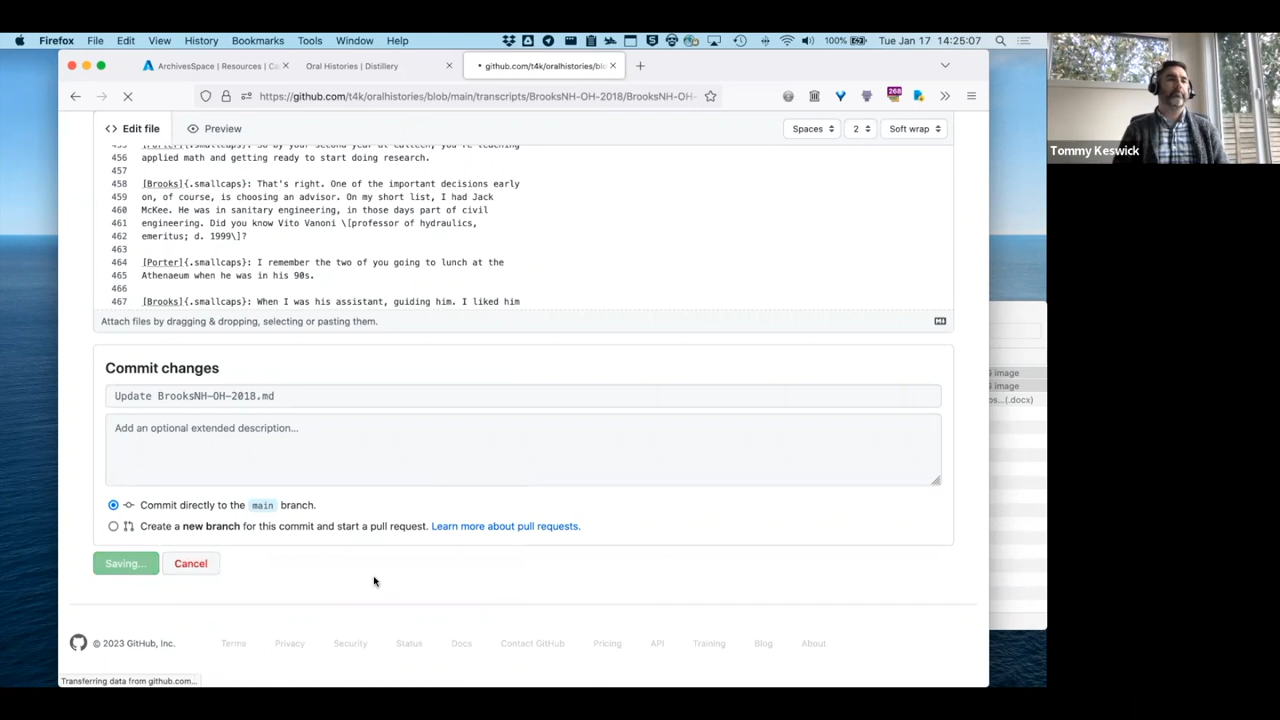 Firefox File Edit View History Bookmarks Tools Window Help 100% Tue Jan 17 14:25:07
ArchivesSpace | Resources | Ca
Oral Histories | Distillery
github.com/t4k/oralhistories/blo
https://github.com/t4k/oralhistories/blob/main/transcripts/BrooksNH-OH-2018/BrooksNH-OH-
268
Edit file Preview Spaces 2 Soft wrap
456 applied math and getting ready to start doing research.
457
458 [Brooks]{.smallcaps}: That's right. One of the important decisions early
459 on, of course, is choosing an advisor. On my short list, I had Jack
460 McKee. He was in sanitary engineering, in those days part of civil
461 engineering. Did you know Vito Vanoni \[professor of hydraulics,
462 emeritus; d. 1999\]?
463
464 [Porter]{.smallcaps}: I remember the two of you going to lunch at the
465 Athenaeum when he was in his 90s.
466
467 [Brooks]{.smallcaps}: When I was his assistant, guiding him. I liked him
Attach files by dragging & dropping, selecting or pasting them.
Commit changes
Update BrooksNH-OH-2018.md
Add an optional extended description...
Commit directly to the main branch.
Create a new branch for this commit and start a pull request. Learn more about pull requests.
Saving... Cancel
© 2023 GitHub, Inc. Terms Privacy Security Status Docs Contact GitHub Pricing API Training Blog About
Transferring data from github.com...
image
image
(.docx)
Tommy Keswick